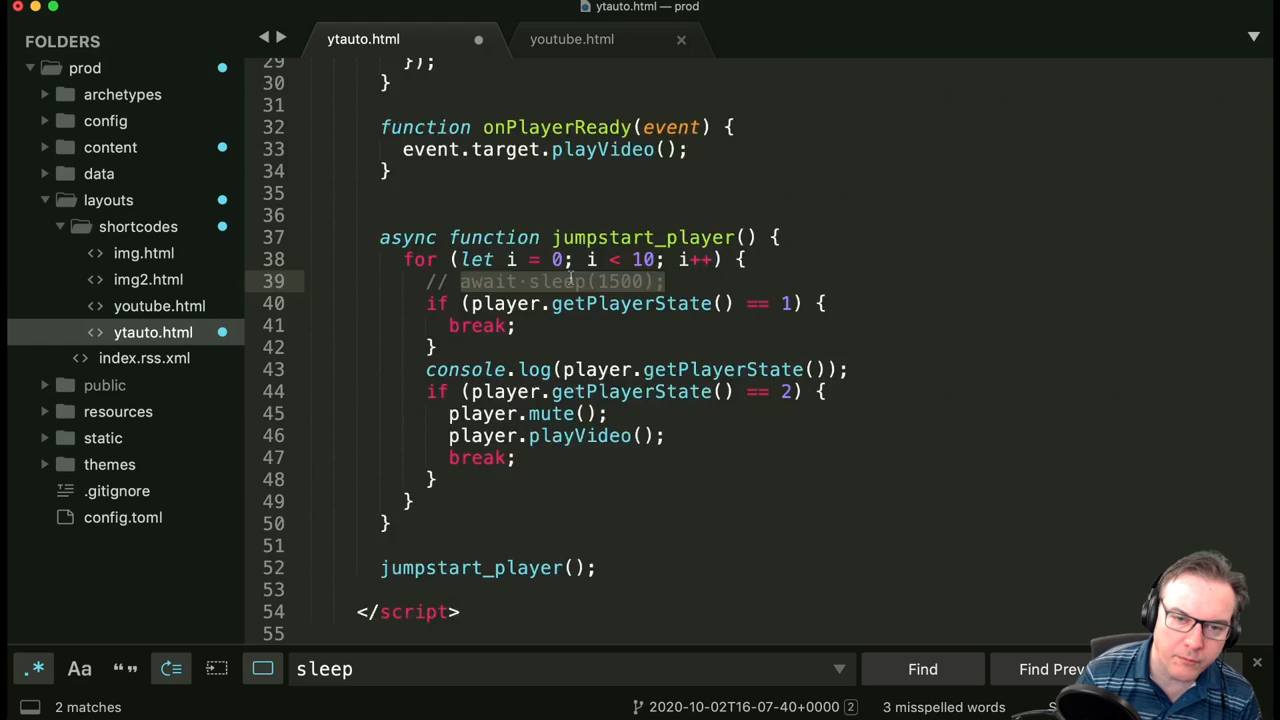 ytauto.html — prod
FOLDERS
prod
archetypes
config
content
data
layouts
shortcodes
img.html
img2.html
youtube.html
ytauto.html
index.rss.xml
public
resources
static
themes
.gitignore
config.toml
ytauto.html
youtube.html
29 });
30 }
31
32 function onPlayerReady(event) {
33 event.target.playVideo();
34 }
35
36
37 async function jumpstart_player() {
38 for (let i = 0; i < 10; i++) {
39 // await sleep(1500);
40 if (player.getPlayerState() == 1) {
41 break;
42 }
43 console.log(player.getPlayerState());
44 if (player.getPlayerState() == 2) {
45 player.mute();
46 player.playVideo();
47 break;
48 }
49 }
50 }
51
52 jumpstart_player();
53
54 </script>
55
.* Aa “” sleep Find Find Prev
2 matches 2020-10-02T16-07-40+0000 2 3 misspelled words